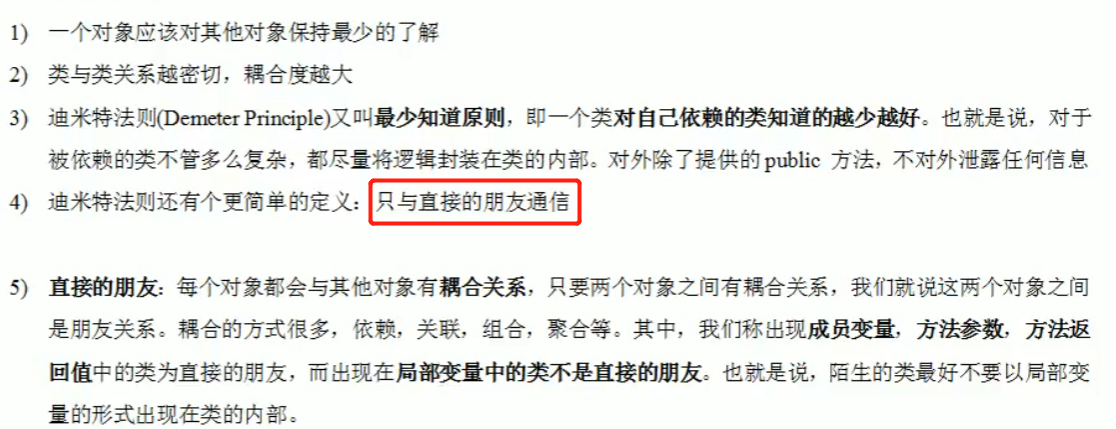 1) 一个对象应该对其他对象保持最少的了解
2) 类与类关系越密切，耦合度越大
3) 迪米特法则(Demeter Principle)又叫最少知道原则，即一个类对自己依赖的类知道的越少越好。也就是说，对于
被依赖的类不管多么复杂，都尽量将逻辑封装在类的内部。对外除了提供的 public 方法，不对外泄露任何信息
4) 迪米特法则还有个更简单的定义：只与直接的朋友通信
5) 直接的朋友：每个对象都会与其他对象有耦合关系，只要两个对象之间有耦合关系，我们就说这两个对象之间
是朋友关系。耦合的方式很多，依赖，关联，组合，聚合等。其中，我们称出现成员变量，方法参数，方法返
回值中的类为直接的朋友，而出现在局部变量中的类不是直接的朋友。也就是说，陌生的类最好不要以局部变
量的形式出现在类的内部。